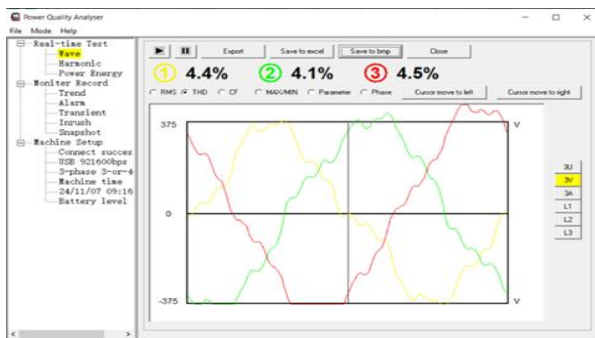 Power Quality Analyser
File Mode Help
Real-time Test
Wave
Harmonic
Power Energy
Moniter Record
Trend
Alarm
Transient
Inrush
Snapshot
Machine Setup
Connect succes
USB 921600bps
3-phase 3-or-4
Machine time
24/11/07 09:16
Battery level
Export Save to excel Save to bmp Close
1 4.4% 2 4.1% 3 4.5%
RMS THD CF MAX/MIN Parameter Phase Cursor move to left Cursor move to right
375 V
0
-375 V
3U
3V
3A
L1
L2
L3